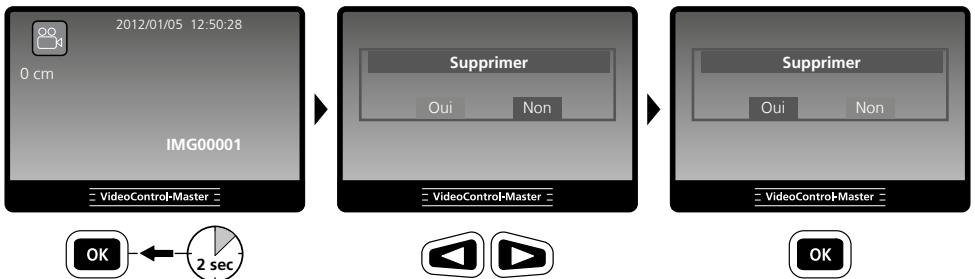 2012/01/05 12:50:28
0 cm
IMG00001
VideoControl-Master
OK
2 sec
Supprimer
Oui Non
VideoControl-Master
Supprimer
Oui Non
VideoControl-Master
OK